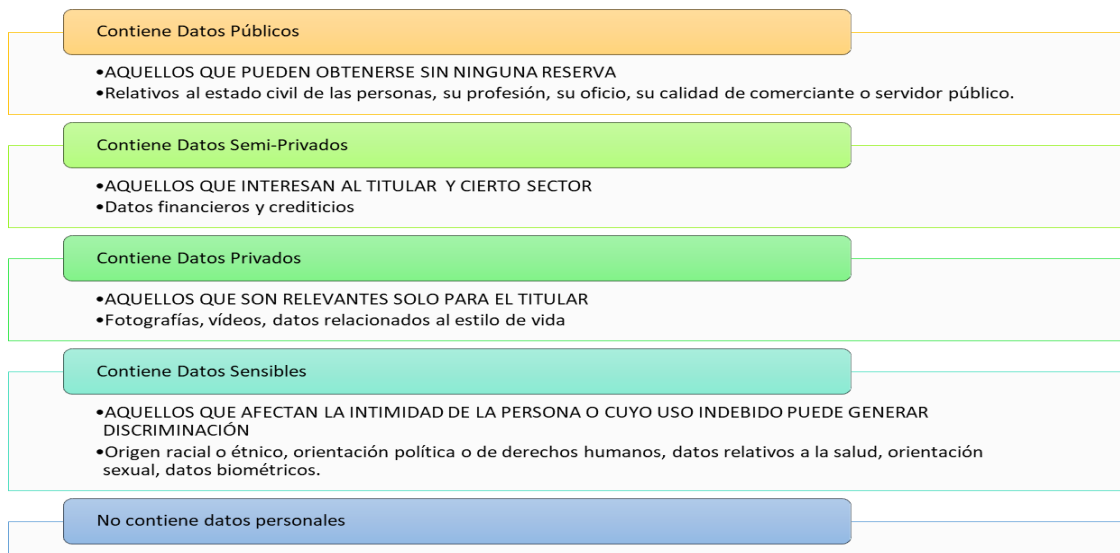 Contiene Datos Públicos
•AQUELLOS QUE PUEDEN OBTENERSE SIN NINGUNA RESERVA
•Relativos al estado civil de las personas, su profesión, su oficio, su calidad de comerciante o servidor público.
Contiene Datos Semi-Privados
•AQUELLOS QUE INTERESAN AL TITULAR Y CIERTO SECTOR
•Datos financieros y crediticios
Contiene Datos Privados
•AQUELLOS QUE SON RELEVANTES SOLO PARA EL TITULAR
•Fotografías, vídeos, datos relacionados al estilo de vida
Contiene Datos Sensibles
•AQUELLOS QUE AFECTAN LA INTIMIDAD DE LA PERSONA O CUYO USO INDEBIDO PUEDE GENERAR
DISCRIMINACIÓN
•Origen racial o étnico, orientación política o de derechos humanos, datos relativos a la salud, orientación
sexual, datos biométricos.
No contiene datos personales